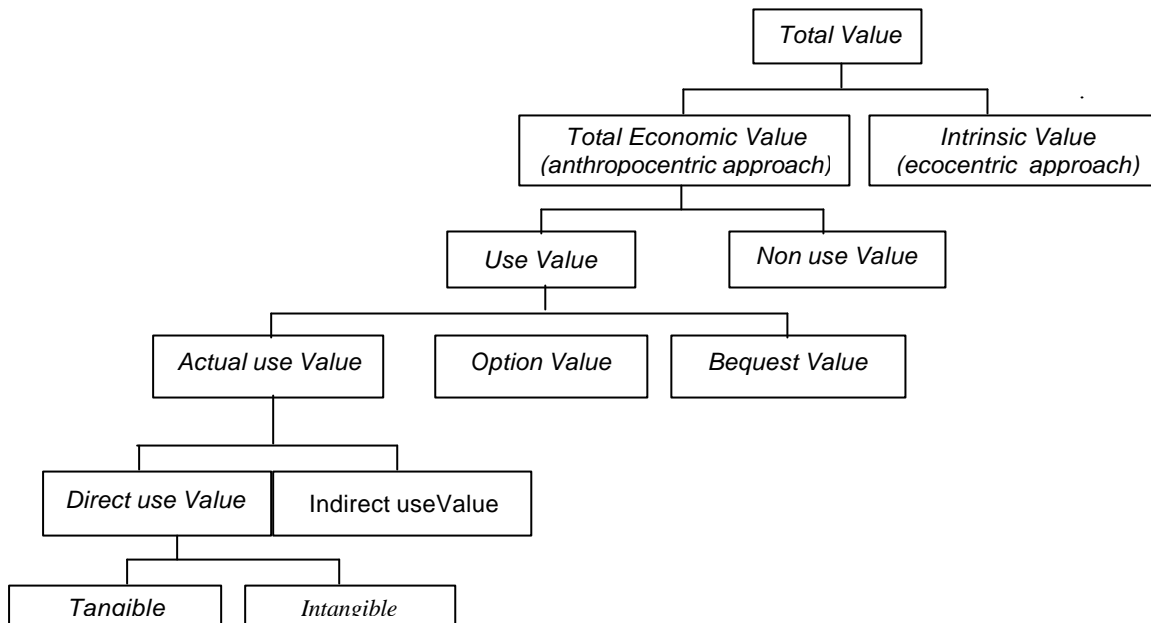 Total Value
Total Economic Value
(anthropocentric approach)
Intrinsic Value
(ecocentric approach)
Use Value
Non use Value
Actual use Value
Option Value
Bequest Value
Direct use Value
Indirect useValue
Tangible
Intangible